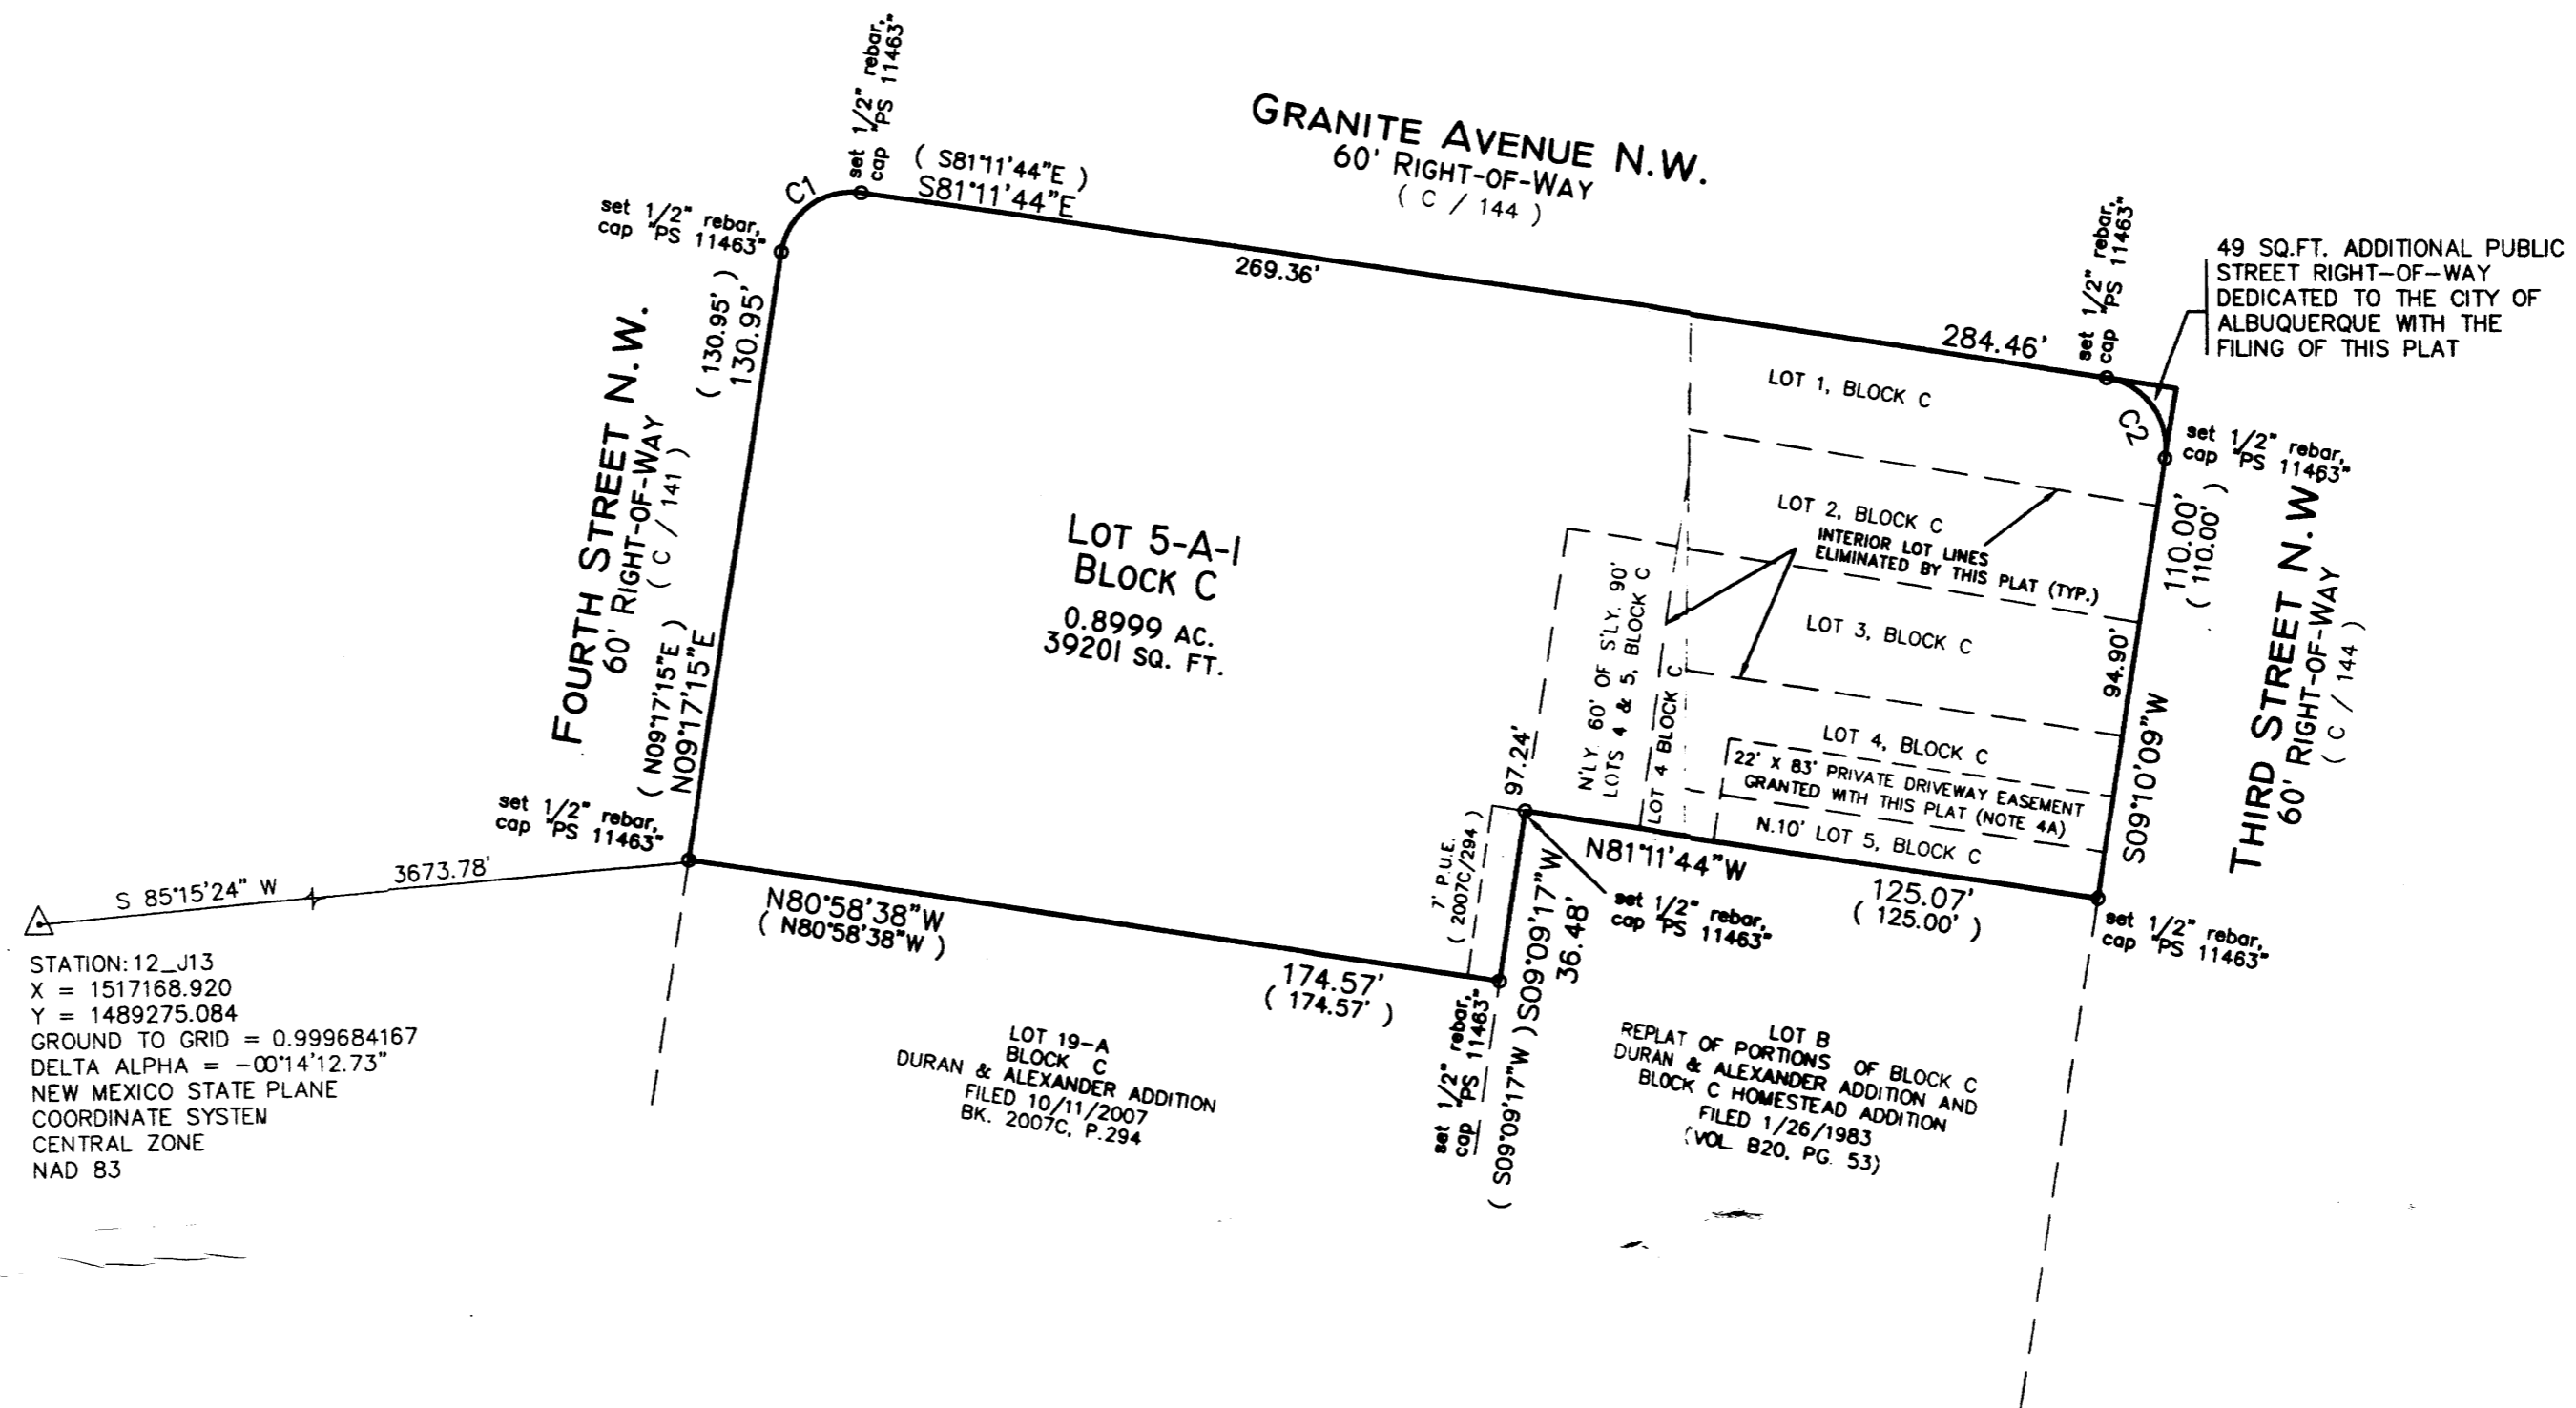 GRANITE AVENUE N.W.
60' RIGHT-OF-WAY
( C / 144 )
set 1/2" rebar,
cap "PS 11463"
C1
( S81°11'44"E )
S81°11'44"E
269.36'
284.46'
set 1/2" rebar,
cap "PS 11463"
set 1/2" rebar,
cap "PS 11463"
49 SQ.FT. ADDITIONAL PUBLIC
STREET RIGHT-OF-WAY
DEDICATED TO THE CITY OF
ALBUQUERQUE WITH THE
FILING OF THIS PLAT
C2
set 1/2" rebar,
cap "PS 11463"
FOURTH STREET N.W.
60' RIGHT-OF-WAY
( C / 141 )
( 130.95' )
130.95'
( N09°17'15"E )
N09°17'15"E
LOT 5-A-1
BLOCK C
0.8999 AC.
39201 SQ. FT.
LOT 1, BLOCK C
LOT 2, BLOCK C
INTERIOR LOT LINES
ELIMINATED BY THIS PLAT (TYP.)
LOT 3, BLOCK C
LOT 4, BLOCK C
22' X 83' PRIVATE DRIVEWAY EASEMENT
GRANTED WITH THIS PLAT (NOTE 4A)
N.10' LOT 5, BLOCK C
N'LY 60' OF S'LY. 90'
LOTS 4 & 5, BLOCK C
LOT 4 BLOCK C
97.24'
110.00'
( 110.00' )
94.90'
S09°10'09"W
THIRD STREET N.W.
60' RIGHT-OF-WAY
( C / 144 )
set 1/2" rebar,
cap "PS 11463"
S 85°15'24" W
3673.78'
STATION: 12_J13
X = 1517168.920
Y = 1489275.084
GROUND TO GRID = 0.999684167
DELTA ALPHA = -00°14'12.73"
NEW MEXICO STATE PLANE
COORDINATE SYSTEM
CENTRAL ZONE
NAD 83
N80°58'38"W
( N80°58'38"W )
174.57'
( 174.57' )
7' P.U.E.
( 2007C/294 )
N81°11'44"W
125.07'
( 125.00' )
set 1/2" rebar,
cap "PS 11463"
set 1/2" rebar,
cap "PS 11463"
set 1/2" rebar,
cap "PS 11463"
( S09°09'17"W ) S09°09'17"W
36.48'
LOT 19-A
BLOCK C
DURAN & ALEXANDER ADDITION
FILED 10/11/2007
BK. 2007C, P.294
LOT B
REPLAT OF PORTIONS OF BLOCK C
DURAN & ALEXANDER ADDITION AND
BLOCK C HOMESTEAD ADDITION
FILED 1/26/1983
(VOL. B20, PG. 53)